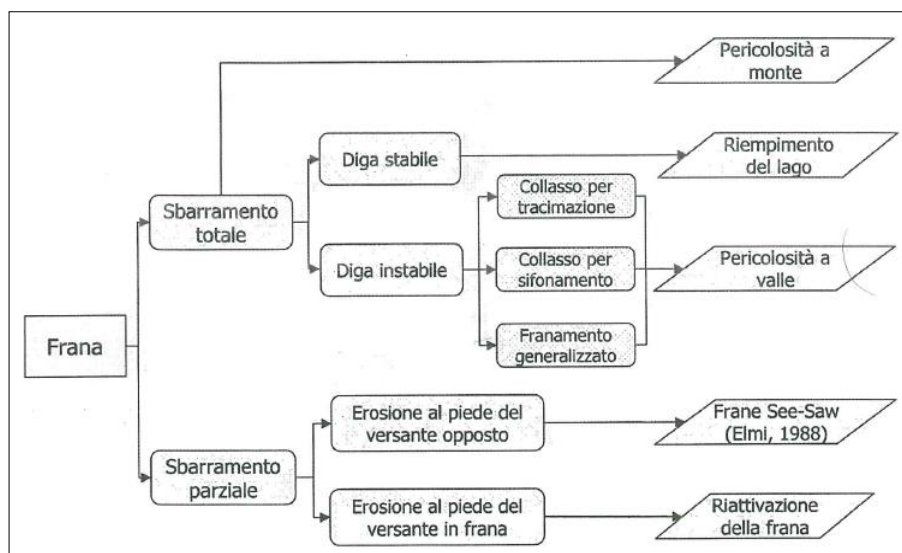 Pericolosità a
monte
Diga stabile
Riempimento
del lago
Sbarramento
totale
Collasso per
tracimazione
Diga instabile
Collasso per
sifonamento
Pericolosità a
valle
Franamento
generalizzato
Frana
Erosione al piede del
versante opposto
Frane See-Saw
(Elmi, 1988)
Sbarramento
parziale
Erosione al piede del
versante in frana
Riattivazione
della frana